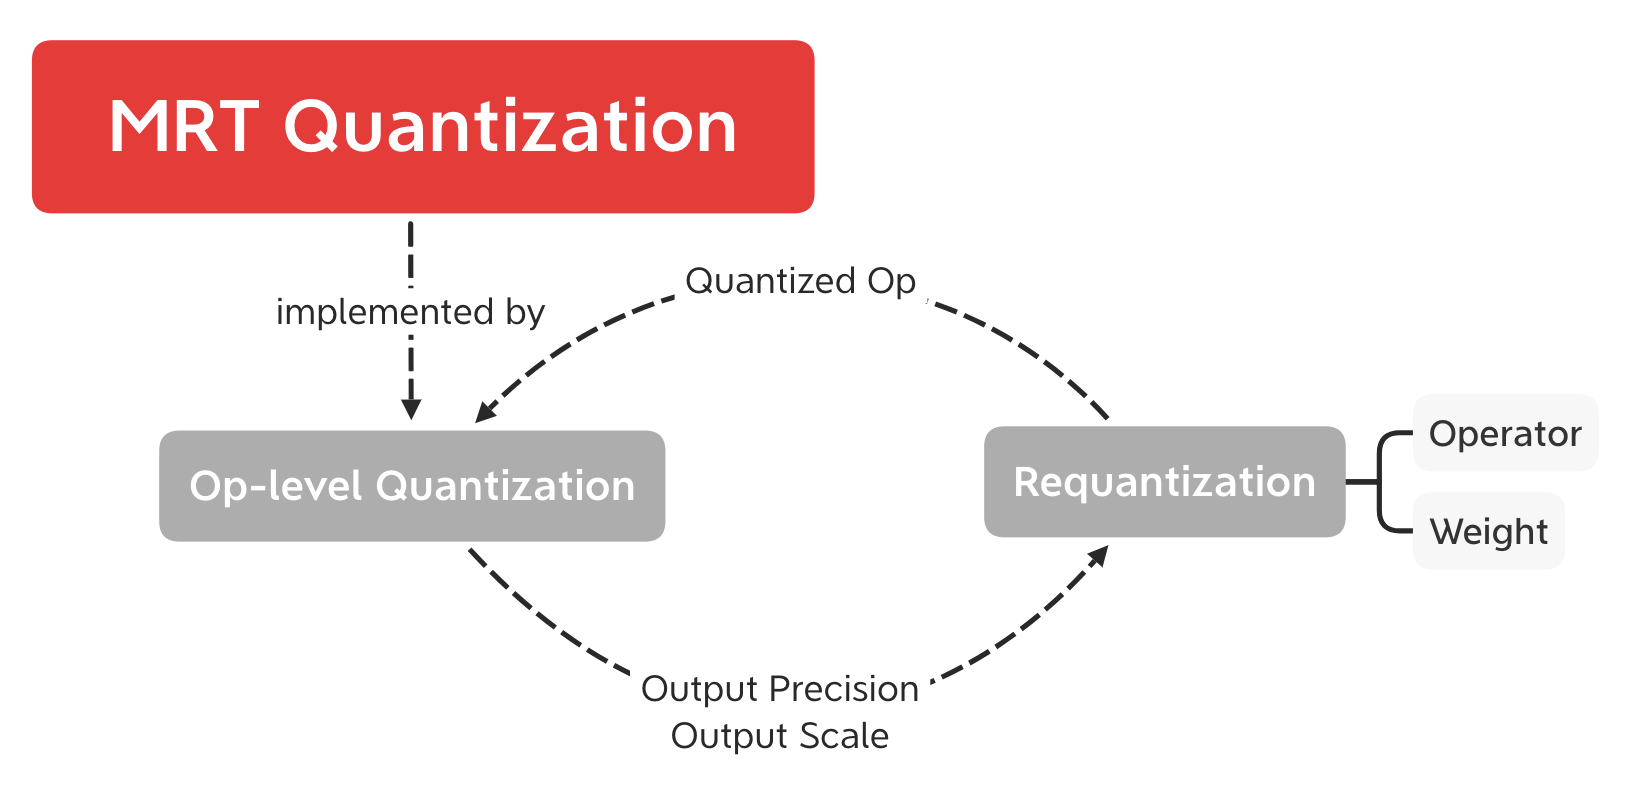 MRT Quantization
implemented by
Quantized Op
Op-level Quantization
Requantization
Operator
Weight
Output Precision
Output Scale